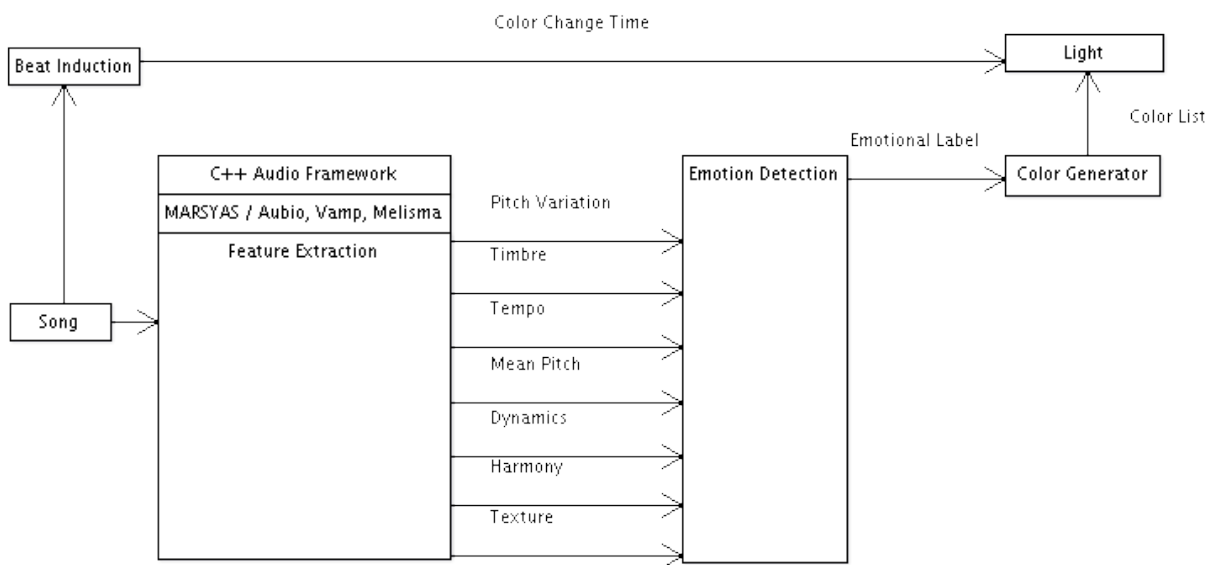 Color Change Time
Beat Induction
Light
Color List
Emotional Label
C++ Audio Framework
Emotion Detection
Color Generator
MARSYAS / Aubio, Vamp, Melisma
Pitch Variation
Feature Extraction
Timbre
Tempo
Song
Mean Pitch
Dynamics
Harmony
Texture